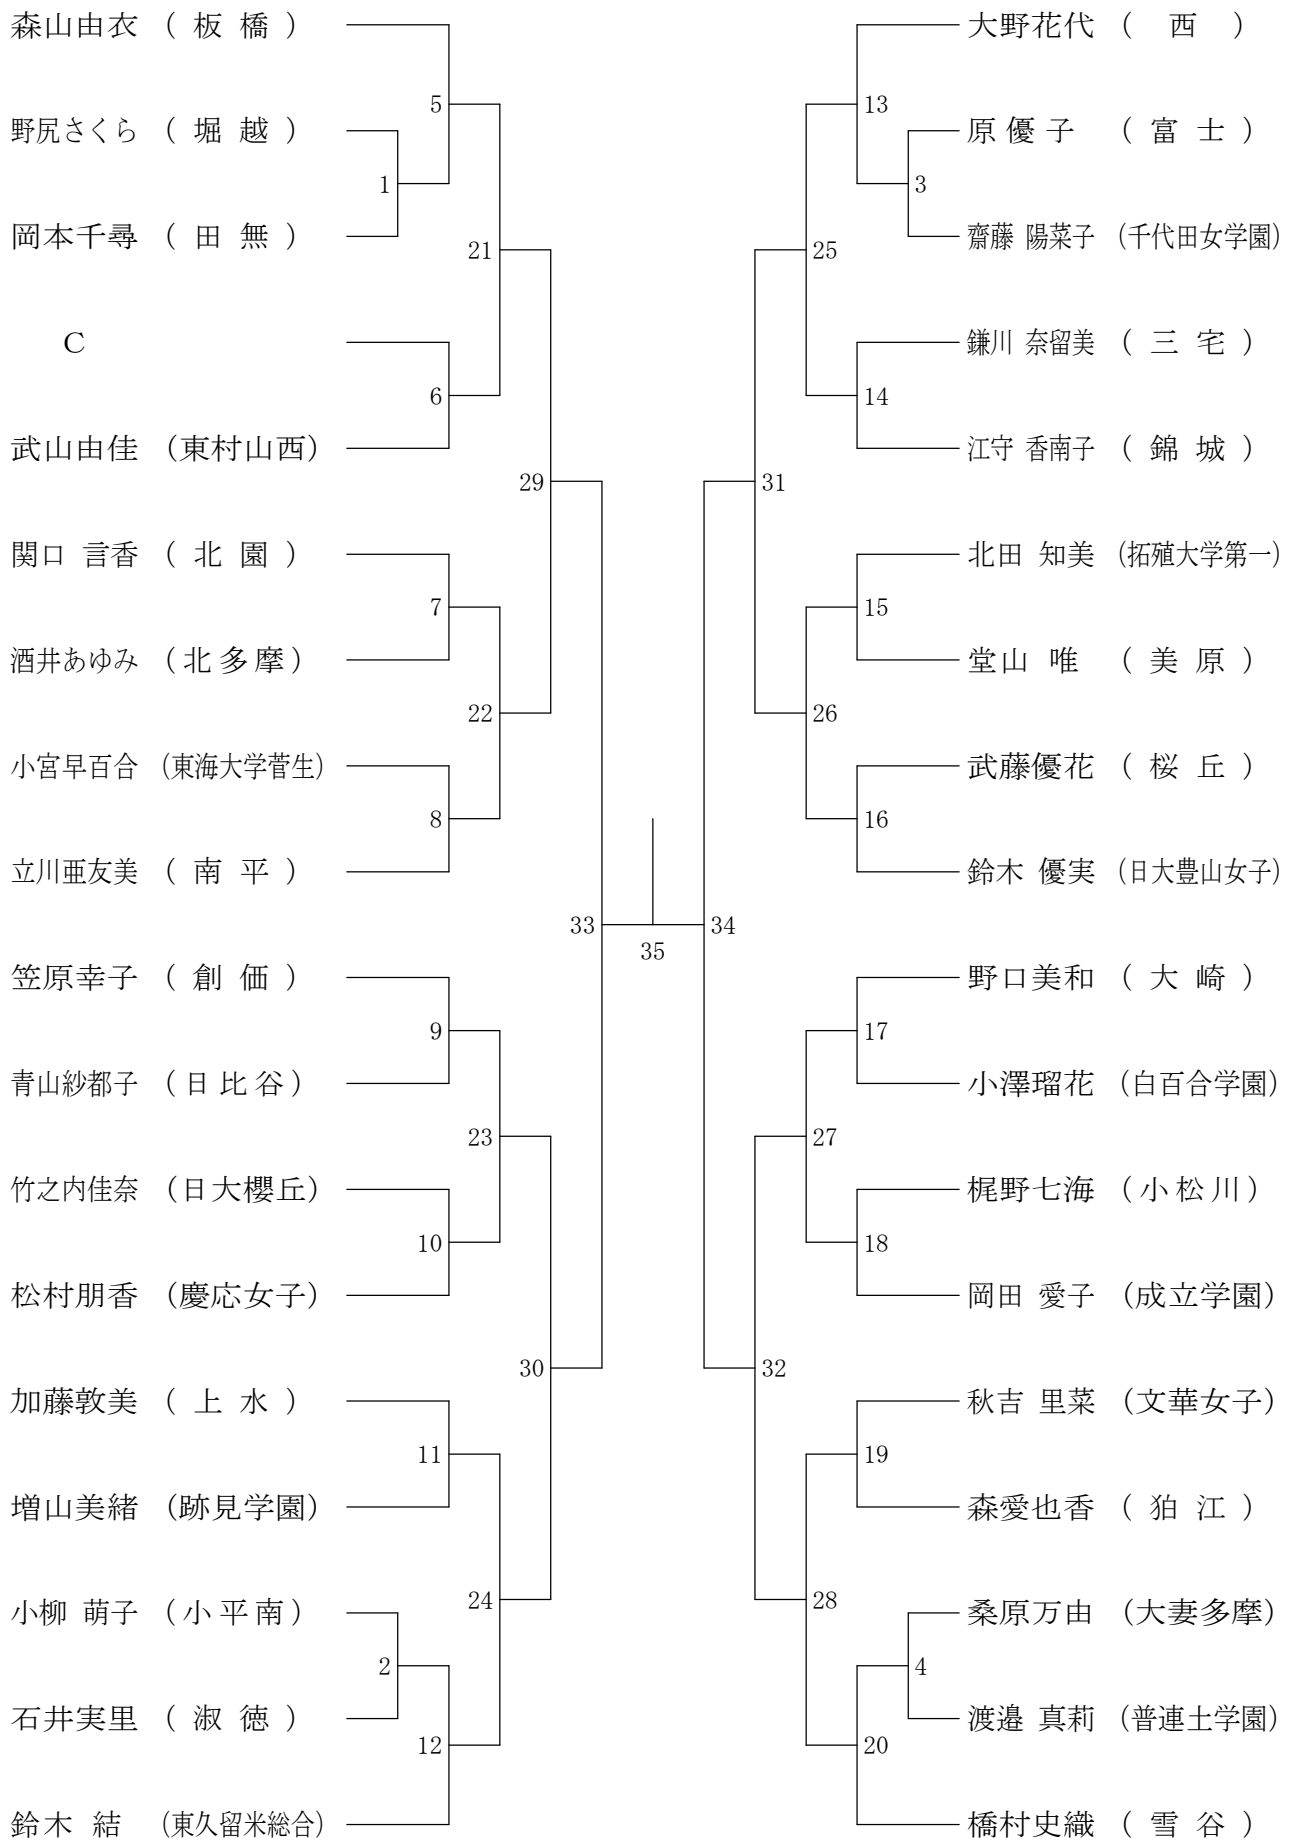 森山由衣 ( 板 橋 )
5
野尻さくら ( 堀 越 )
1
岡本千尋 ( 田 無 )
21
C
6
武山由佳 (東村山西)
29
関口 言香 ( 北 園 )
7
酒井あゆみ (北多摩)
22
小宮早百合 (東海大学菅生)
8
立川亜友美 ( 南 平 )
33
笠原幸子 ( 創 価 )
9
青山紗都子 (日比谷)
23
竹之内佳奈 (日大櫻丘)
10
松村朋香 (慶応女子)
30
加藤敦美 ( 上 水 )
11
増山美緒 (跡見学園)
24
小柳 萌子 (小平南)
2
石井実里 ( 淑 徳 )
12
鈴木 結 (東久留米総合)
35
大野花代 ( 西 )
13
原優子 ( 富 士 )
3
齋藤 陽菜子 (千代田女学園)
25
鎌川 奈留美 ( 三 宅 )
14
江守 香南子 ( 錦 城 )
31
北田 知美 (拓殖大学第一)
15
堂山 唯 ( 美 原 )
26
武藤優花 ( 桜 丘 )
16
鈴木 優実 (日大豊山女子)
34
野口美和 ( 大 崎 )
17
小澤瑠花 (白百合学園)
27
梶野七海 (小松川)
18
岡田 愛子 (成立学園)
32
秋吉 里菜 (文華女子)
19
森愛也香 ( 狛 江 )
28
桑原万由 (大妻多摩)
4
渡邉 真莉 (普連土学園)
20
橋村史織 ( 雪 谷 )